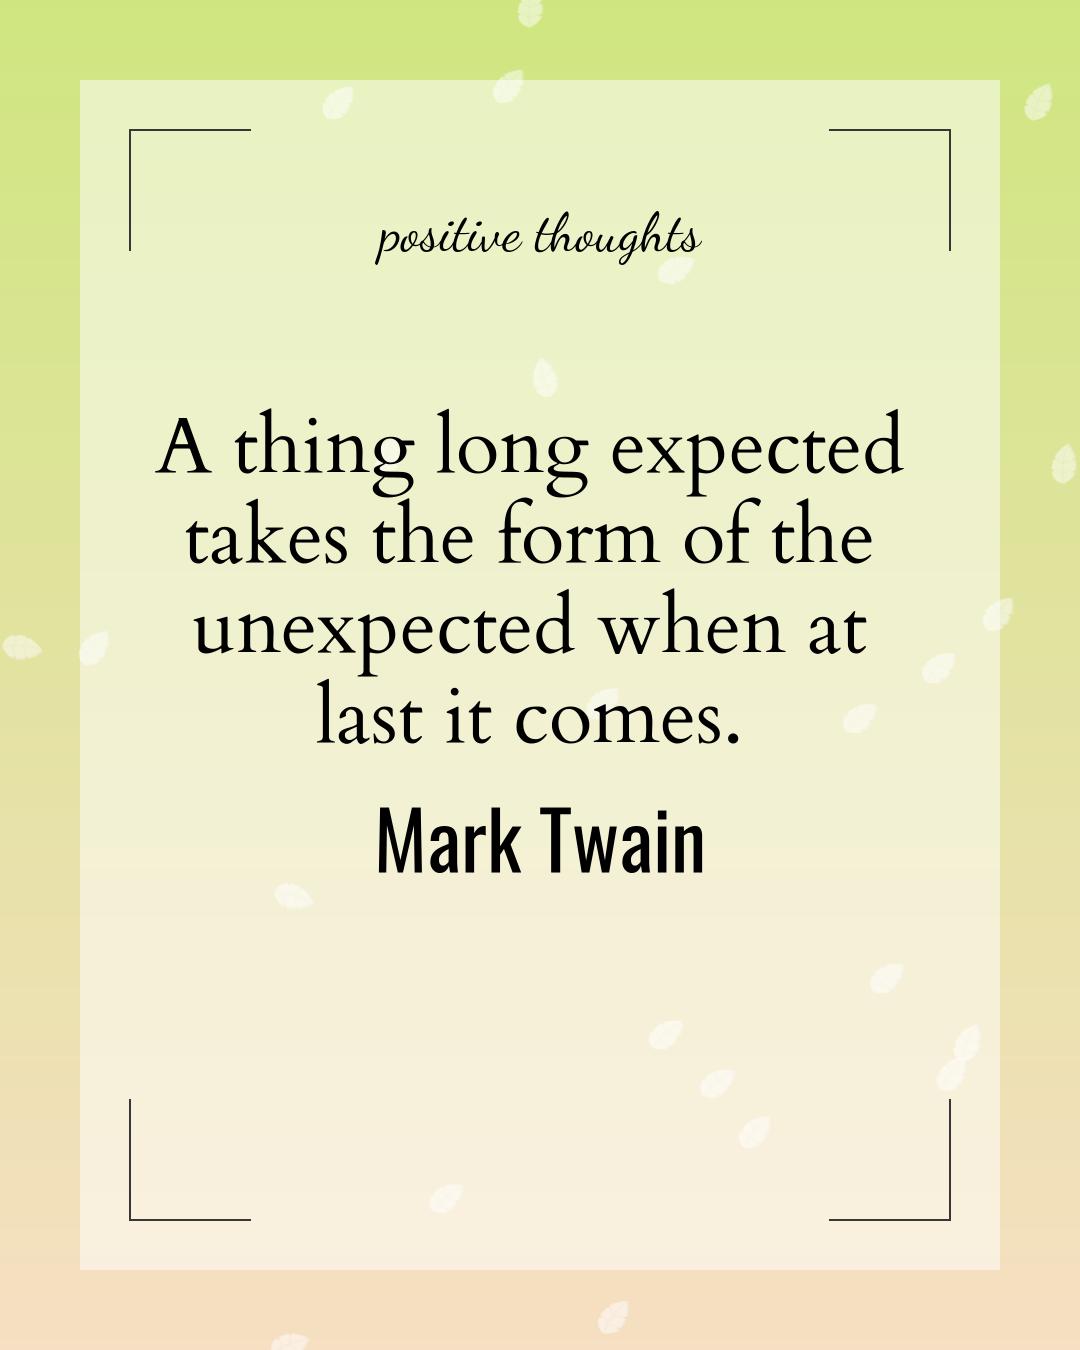 positive thoughts
A thing long expected
takes the form of the
unexpected when at
last it comes.
Mark Twain